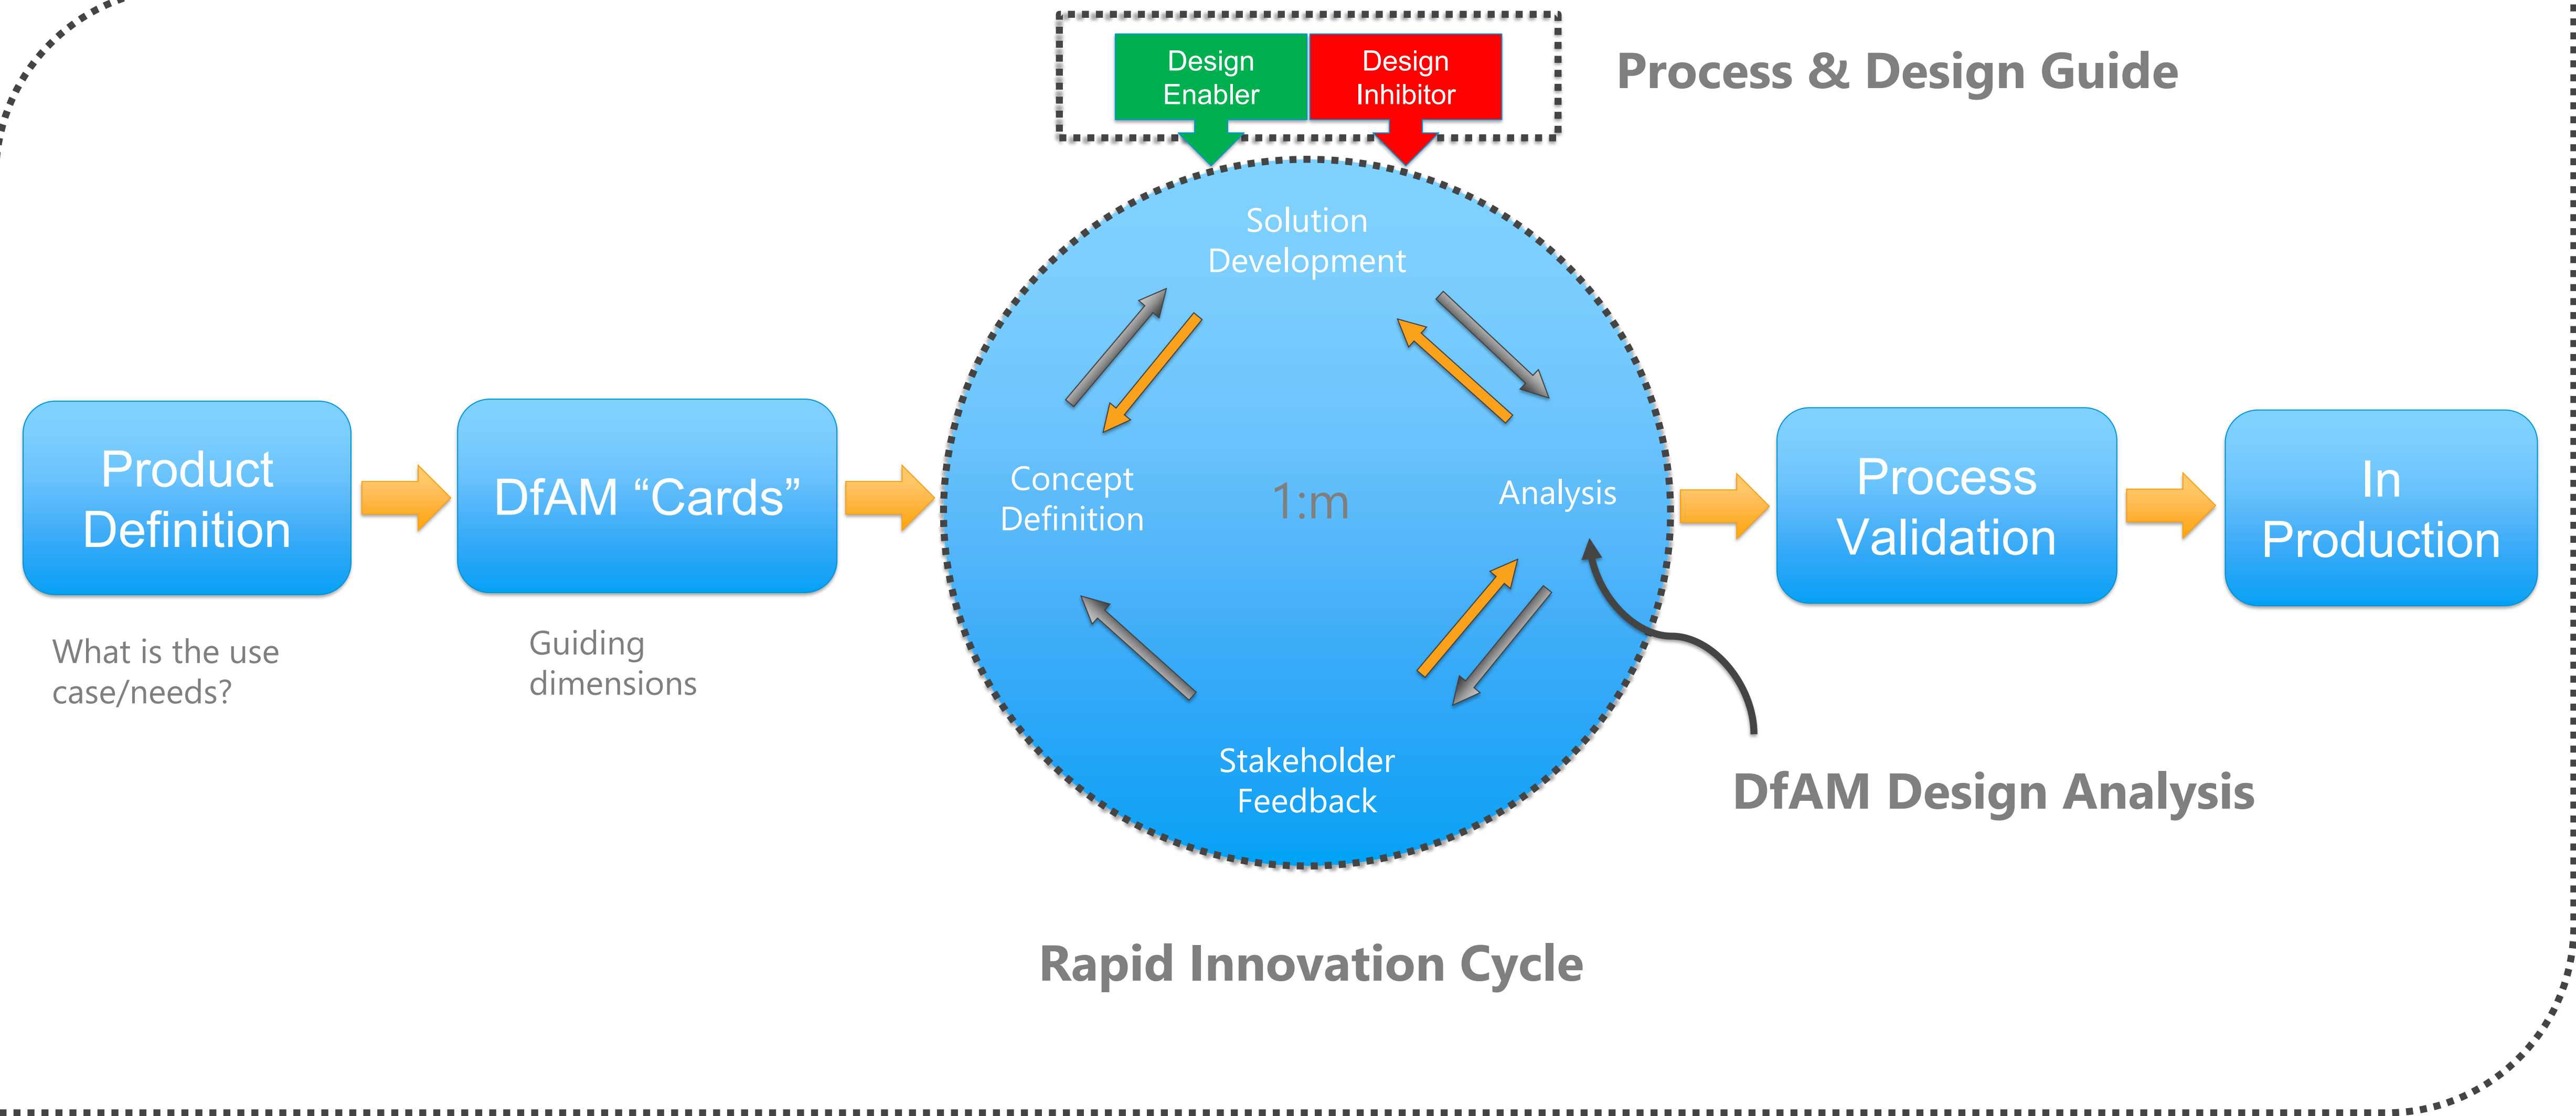 Design
Enabler
Design
Inhibitor
Process & Design Guide
Solution
Development
Product
Definition
DfAM “Cards”
Concept
Definition
1:m
Analysis
Process
Validation
In
Production
What is the use
case/needs?
Guiding
dimensions
Stakeholder
Feedback
DfAM Design Analysis
Rapid Innovation Cycle